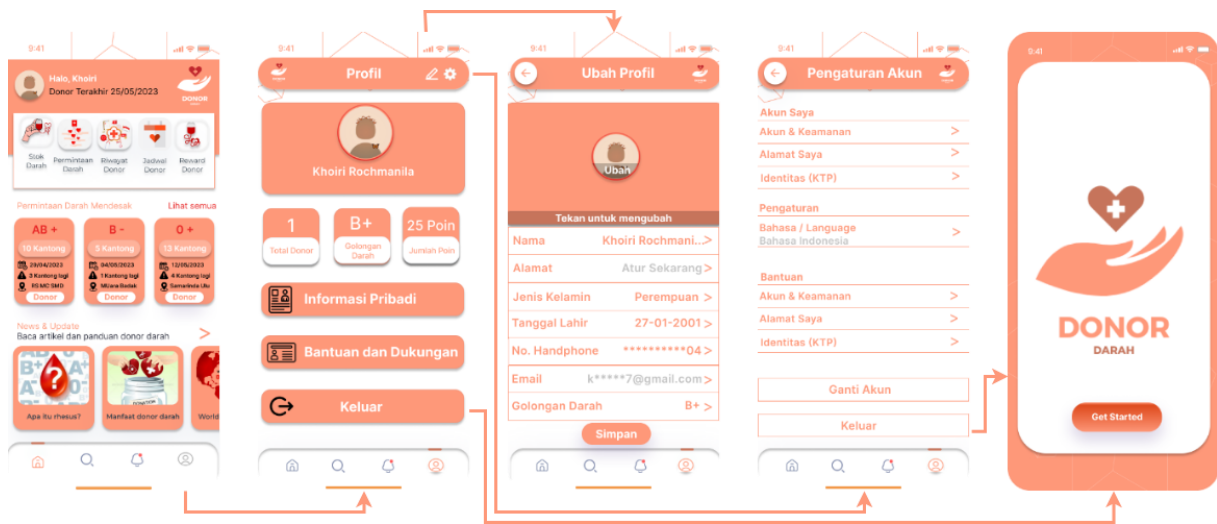 9:41
Halo, Khoiri
Donor Terakhir 25/05/2023
DONOR
Stok Darah
Permintaan Darah
Riwayat Donor
Jadwal Donor
Reward Donor
Permintaan Darah Mendesak
Lihat semua
AB +
10 Kantong
29/04/2023
3 Kantong lagi
RS MC SMD
Donor
B -
5 Kantong
04/05/2023
1 Kantong lagi
Muara Badak
Donor
O +
13 Kantong
12/05/2023
4 Kantong lagi
Samarinda Ulu
Donor
News & Update
Baca artikel dan panduan donor darah
>
Apa itu rhesus?
Manfaat donor darah
World
9:41
Profil
Khoiri Rochmanila
1
Total Donor
B+
Golongan Darah
25 Poin
Jumlah Poin
Informasi Pribadi
Bantuan dan Dukungan
Keluar
9:41
Ubah Profil
Ubah
Tekan untuk mengubah
Nama Khoiri Rochmani...>
Alamat Atur Sekarang>
Jenis Kelamin Perempuan >
Tanggal Lahir 27-01-2001 >
No. Handphone **********04 >
Email k*****7@gmail.com >
Golongan Darah B+ >
Simpan
9:41
Pengaturan Akun
Akun Saya
Akun & Keamanan >
Alamat Saya >
Identitas (KTP) >
Pengaturan
Bahasa / Language >
Bahasa Indonesia
Bantuan
Akun & Keamanan >
Alamat Saya >
Identitas (KTP) >
Ganti Akun
Keluar
9:41
DONOR
DARAH
Get Started